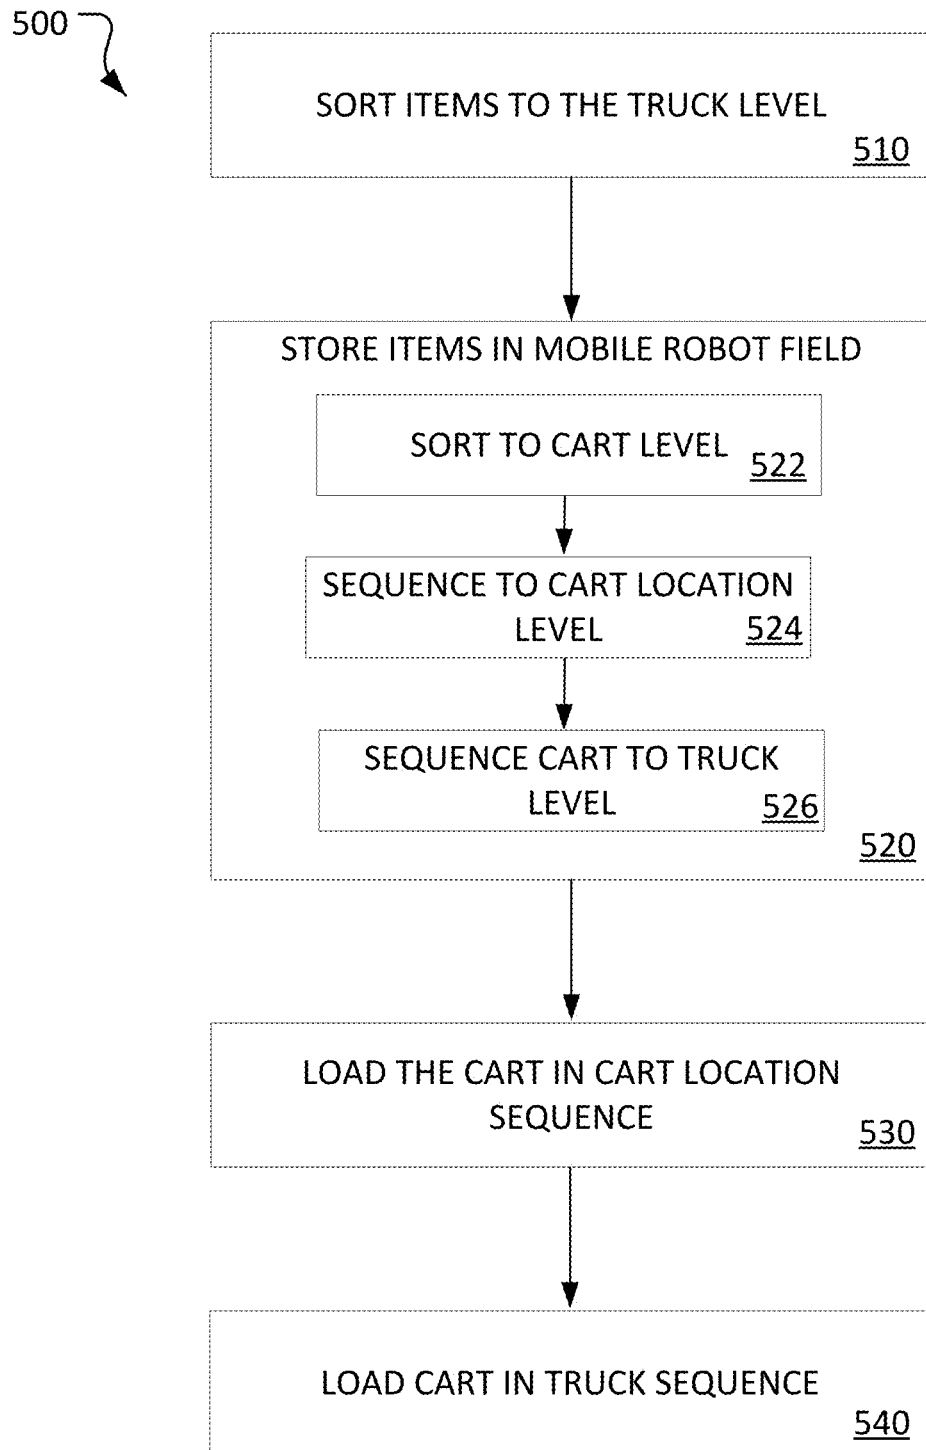 500
SORT ITEMS TO THE TRUCK LEVEL
510
STORE ITEMS IN MOBILE ROBOT FIELD
SORT TO CART LEVEL
522
SEQUENCE TO CART LOCATION
LEVEL
524
SEQUENCE CART TO TRUCK
LEVEL
526
520
LOAD THE CART IN CART LOCATION
SEQUENCE
530
LOAD CART IN TRUCK SEQUENCE
540